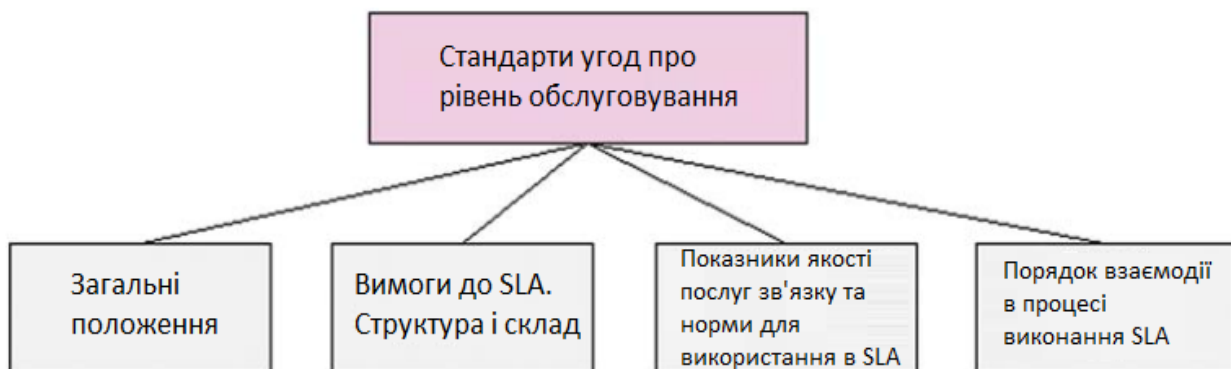 Стандарти угод про
рівень обслуговування
Загальні
положення
Вимоги до SLA.
Структура і склад
Показники якості
послуг зв'язку та
норми для
використання в SLA
Порядок взаємодії
в процесі
виконання SLA